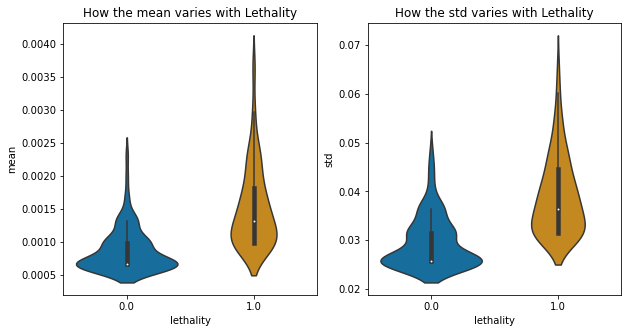 How the mean varies with Lethality
mean
0.0040
0.0035
0.0030
0.0025
0.0020
0.0015
0.0010
0.0005
0.0 1.0
lethality
How the std varies with Lethality
std
0.07
0.06
0.05
0.04
0.03
0.02
0.0 1.0
lethality